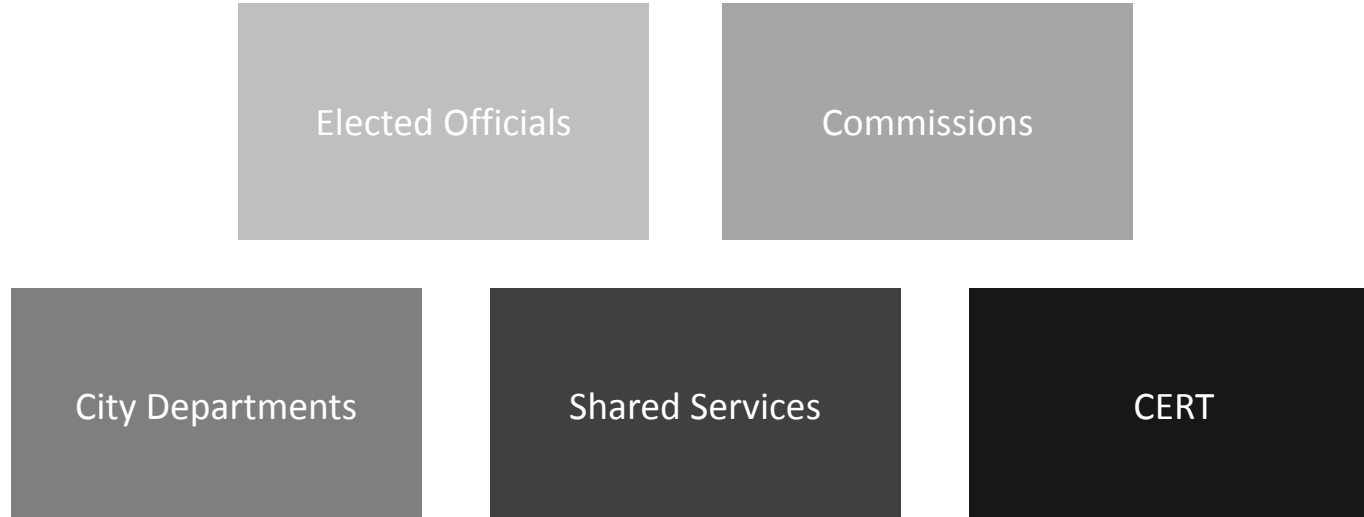 Elected Officials
Commissions
City Departments
Shared Services
CERT